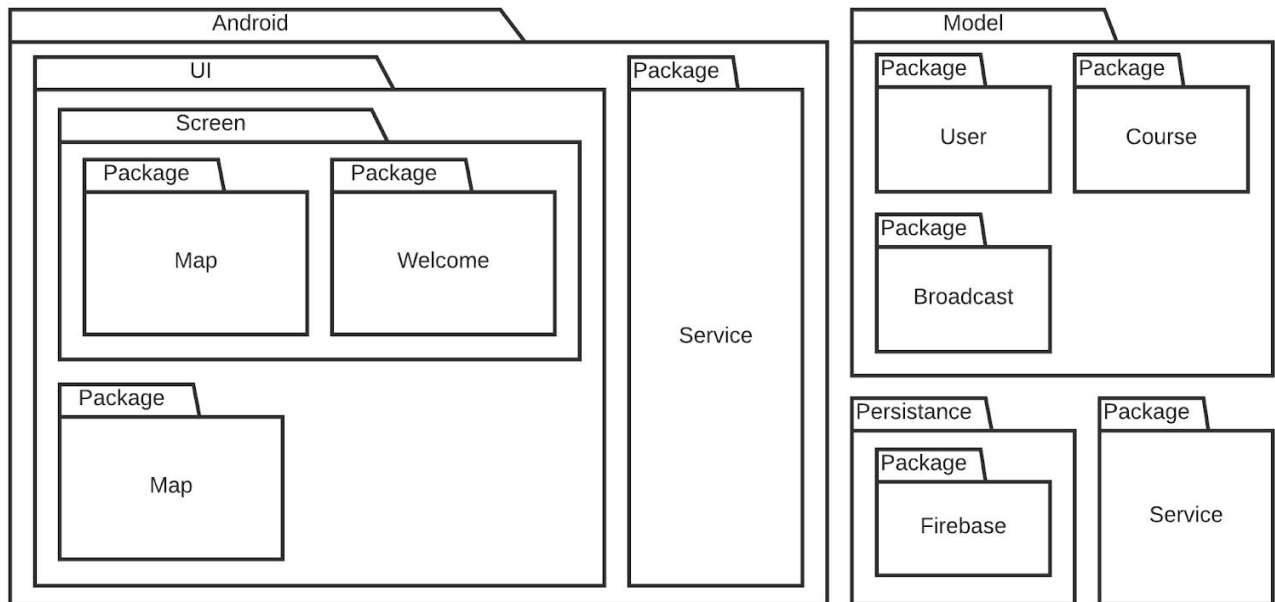 Android
UI
Screen
Package
Map
Package
Welcome
Package
Map
Package
Service
Model
Package
User
Package
Course
Package
Broadcast
Persistance
Package
Firebase
Package
Service